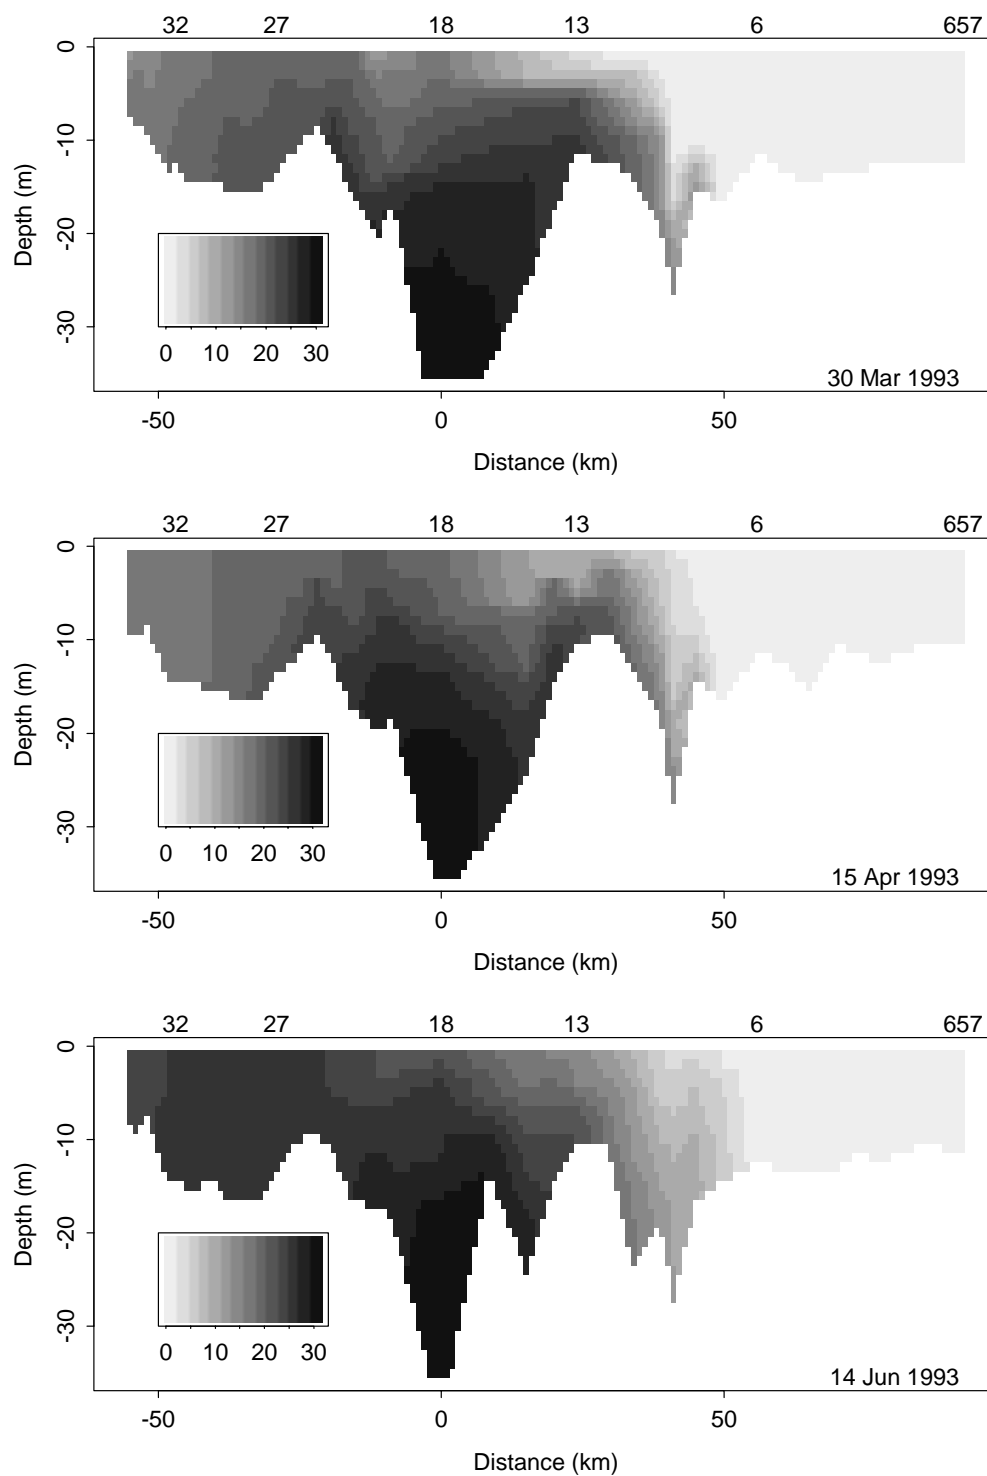 32 27 18 13 6 657
0
-10
-20
-30
Depth (m)
0 10 20 30
30 Mar 1993
-50 0 50
Distance (km)
32 27 18 13 6 657
0
-10
-20
-30
Depth (m)
0 10 20 30
15 Apr 1993
-50 0 50
Distance (km)
32 27 18 13 6 657
0
-10
-20
-30
Depth (m)
0 10 20 30
14 Jun 1993
-50 0 50
Distance (km)